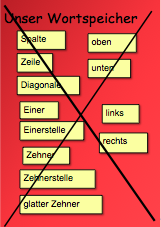 Unser Wortspeicher
Spalte
oben
Zeile
unten
Diagonale
Einer
links
Einerstelle
rechts
Zehner
Zehnerstelle
glatter Zehner